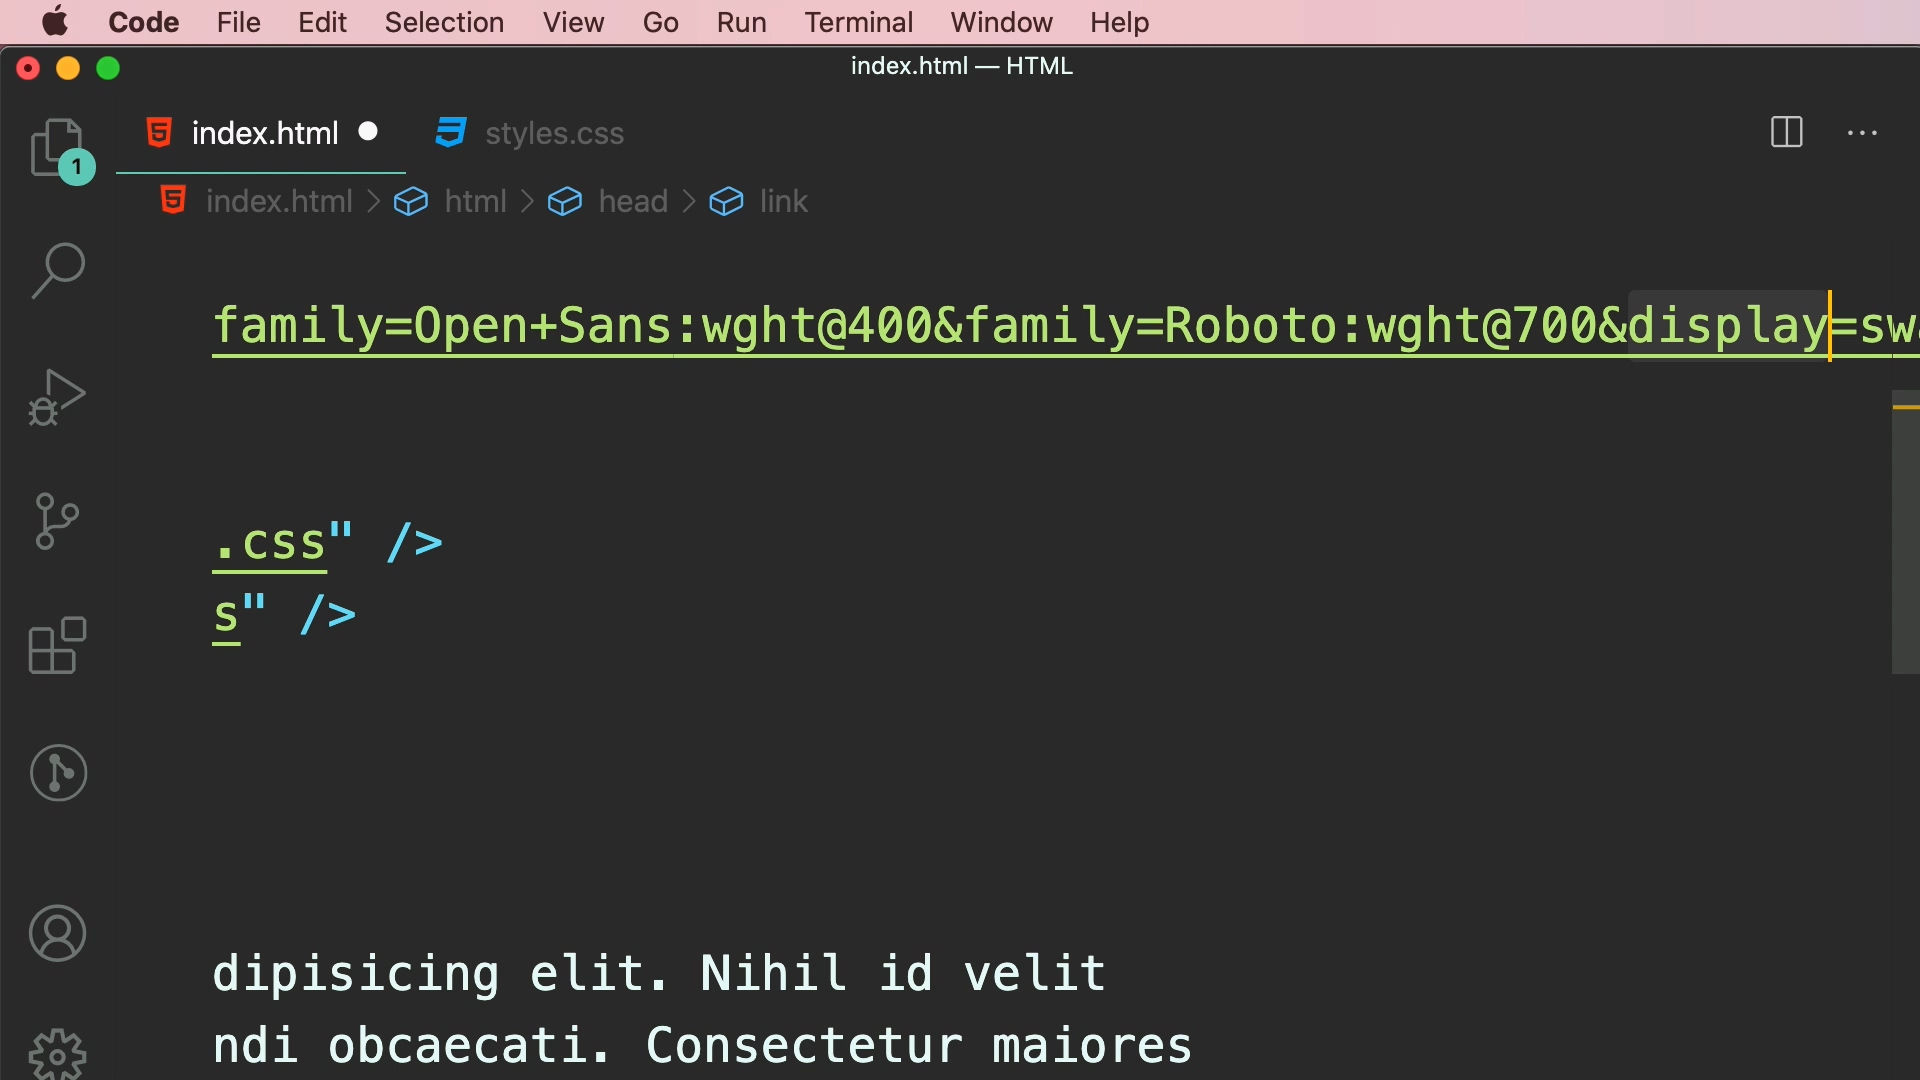 Code File Edit Selection View Go Run Terminal Window Help
index.html — HTML
index.html styles.css
1
index.html > html > head > link
family=Open+Sans:wght@400&family=Roboto:wght@700&display=sw
.css" />
s" />
dipisicing elit. Nihil id velit
ndi obcaecati. Consectetur maiores